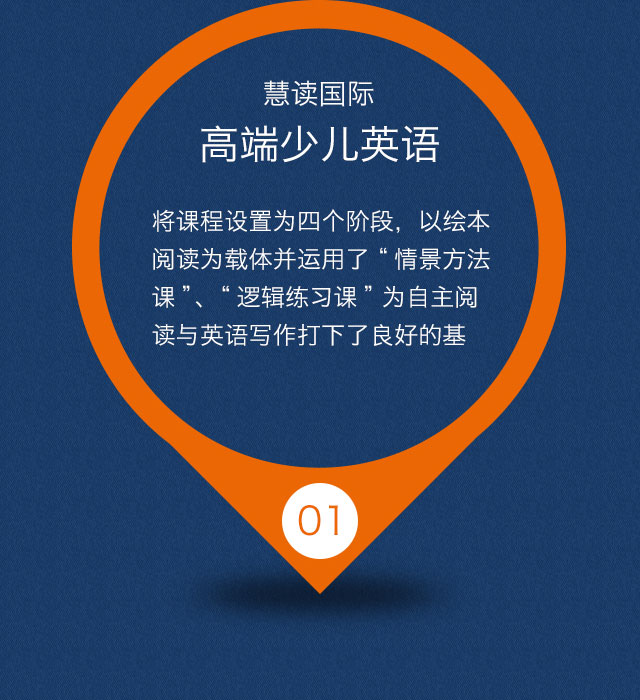 慧读国际
高端少儿英语
将课程设置为四个阶段，以绘本
阅读为载体并运用了“情景方法
课”、“逻辑练习课”为自主阅
读与英语写作打下了良好的基
01